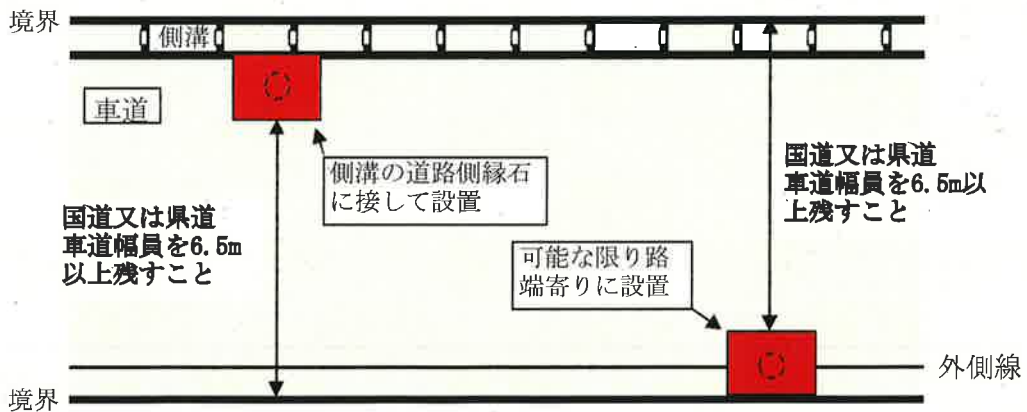 境界
側溝
車道
側溝の道路側縁石
に接して設置
国道又は県道
車道幅員を6.5m
以上残すこと
国道又は県道
車道幅員を6.5m以
上残すこと
可能な限り路
端寄りに設置
外側線
境界